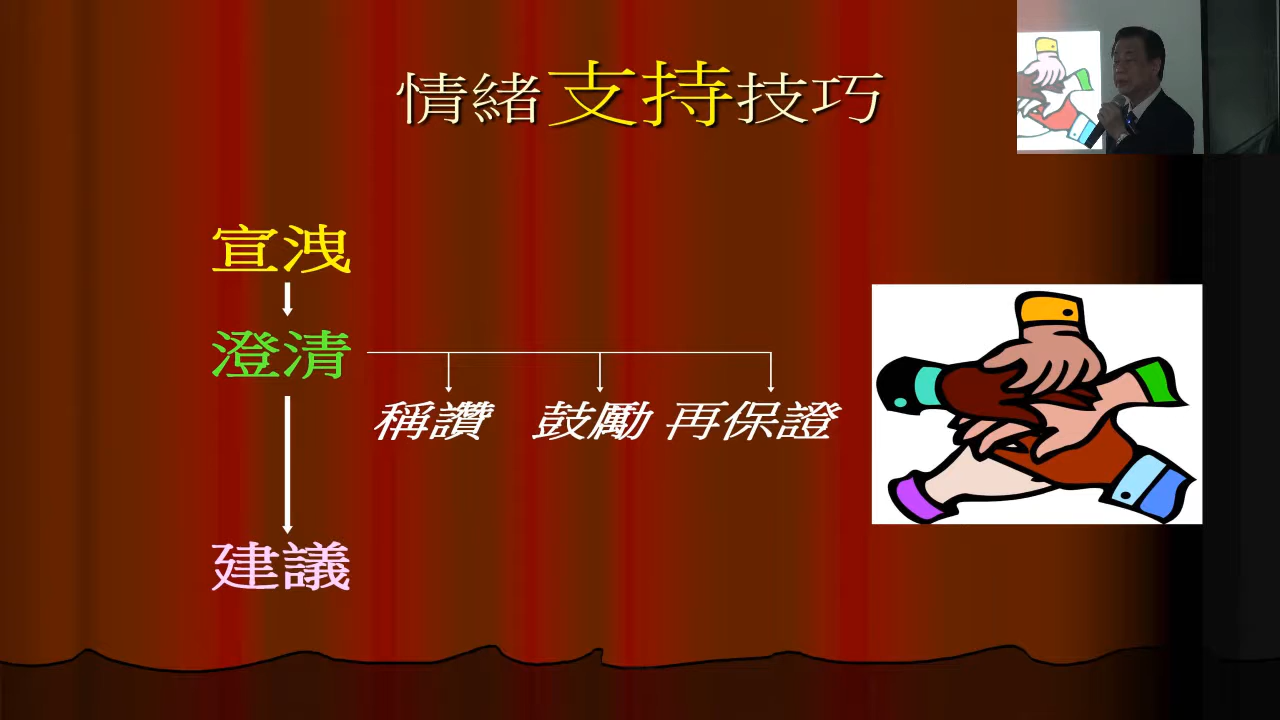 情緒支持技巧
宣洩
澄清
稱讚 鼓勵 再保證
建議